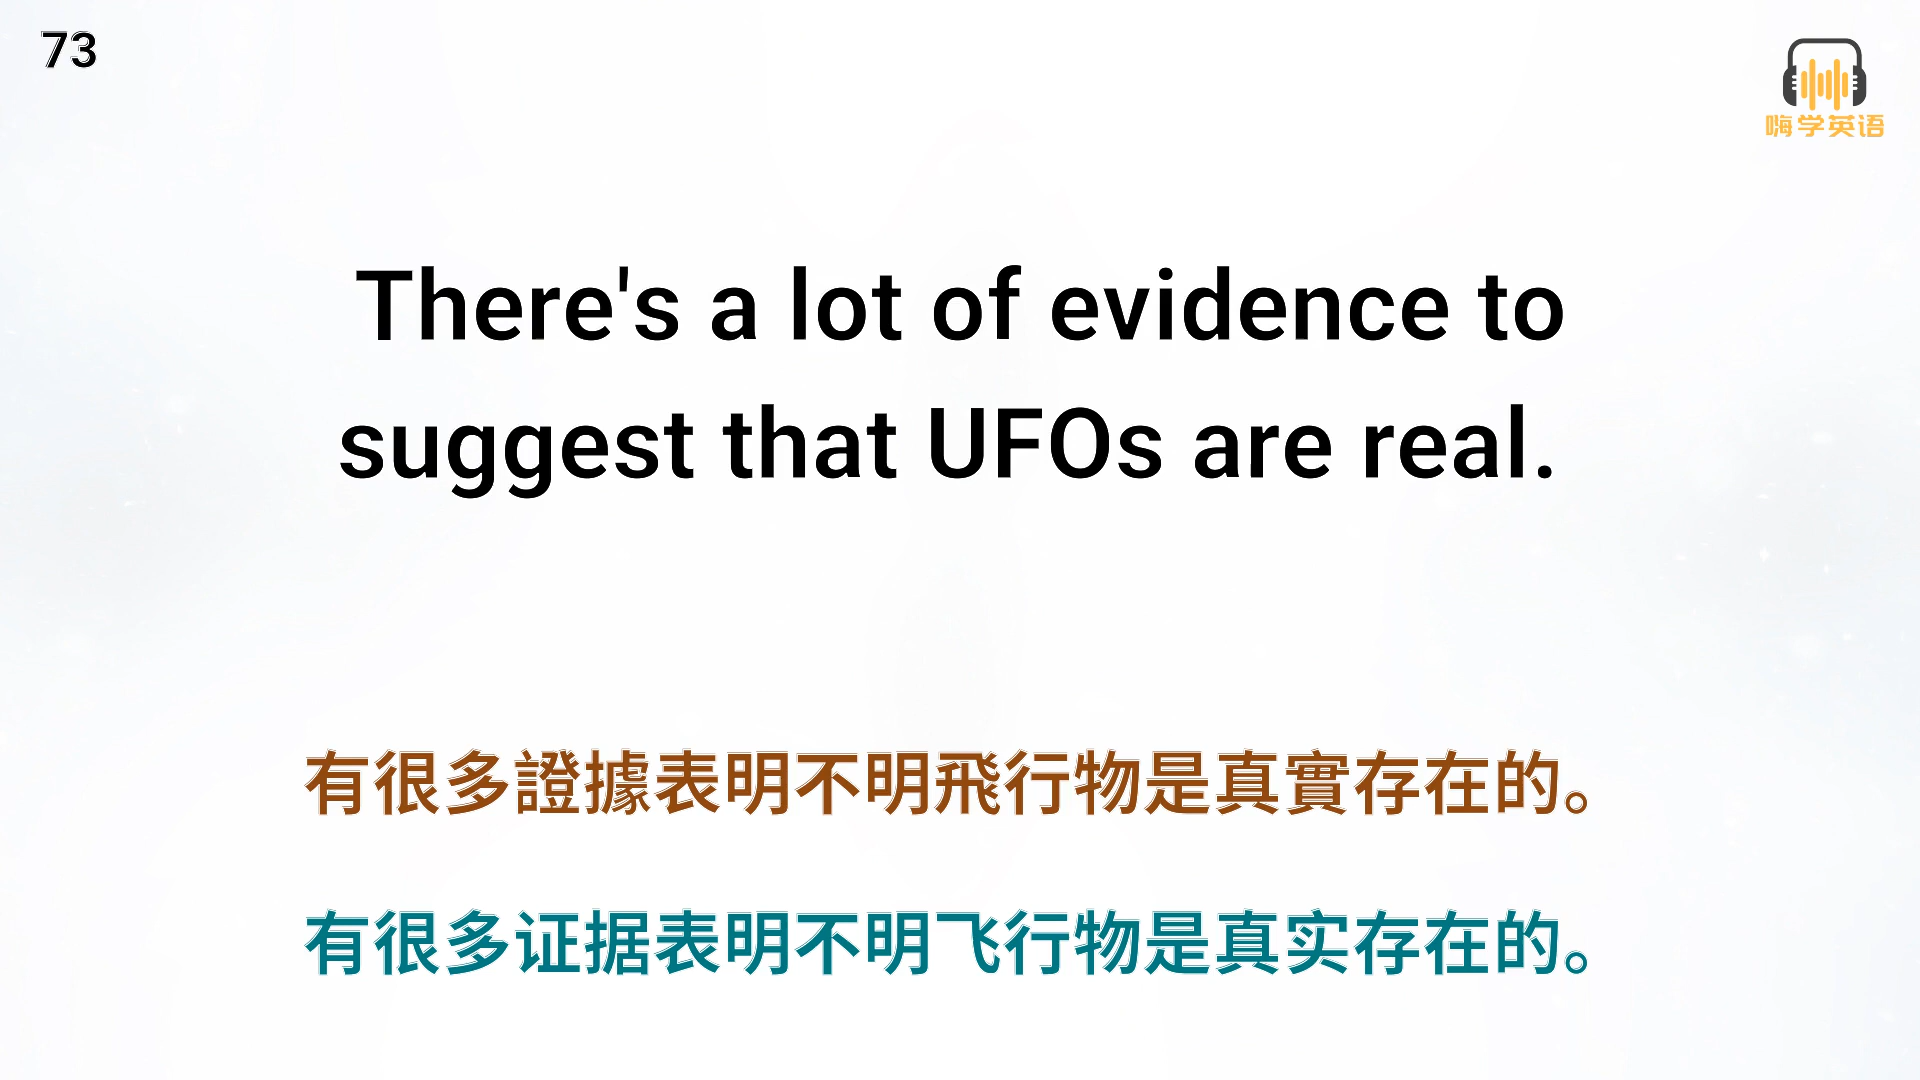 73
嗨学英语
There's a lot of evidence to
suggest that UFOs are real.
有很多證據表明不明飛行物是真實存在的。
有很多证据表明不明飞行物是真实存在的。